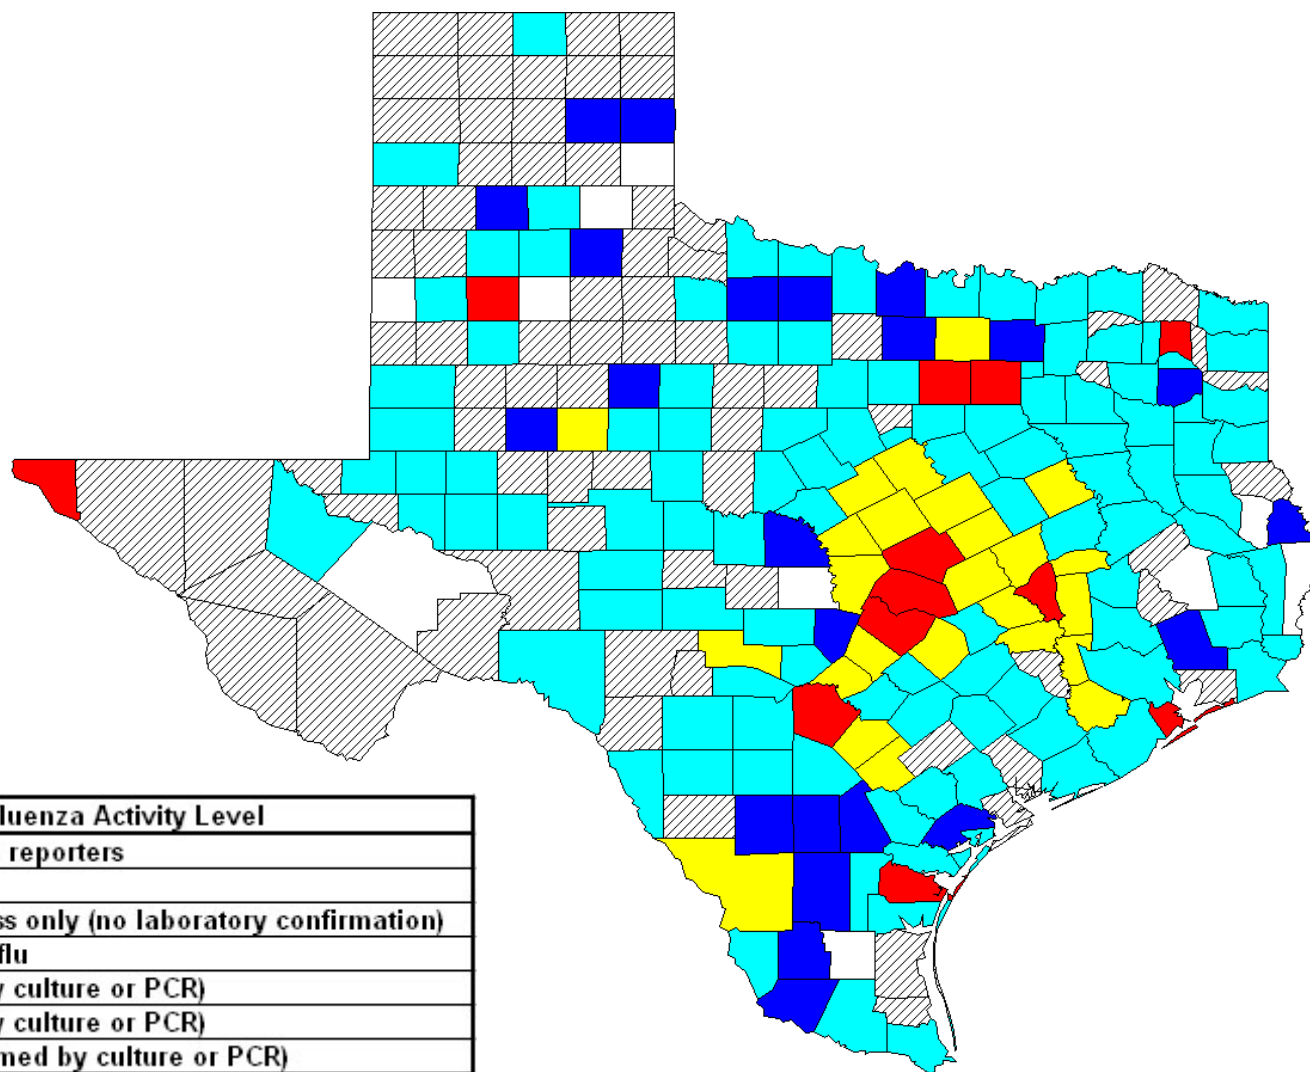 luenza Activity Level
reporters
ss only (no laboratory confirmation)
flu
y culture or PCR)
y culture or PCR)
med by culture or PCR)